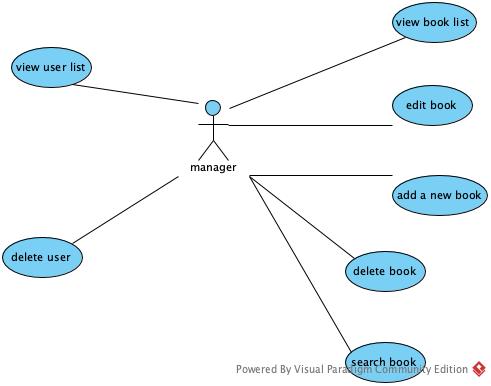 view book list
view user list
edit book
manager
add a new book
delete user
delete book
search book
Powered By Visual Paradigm Community Edition